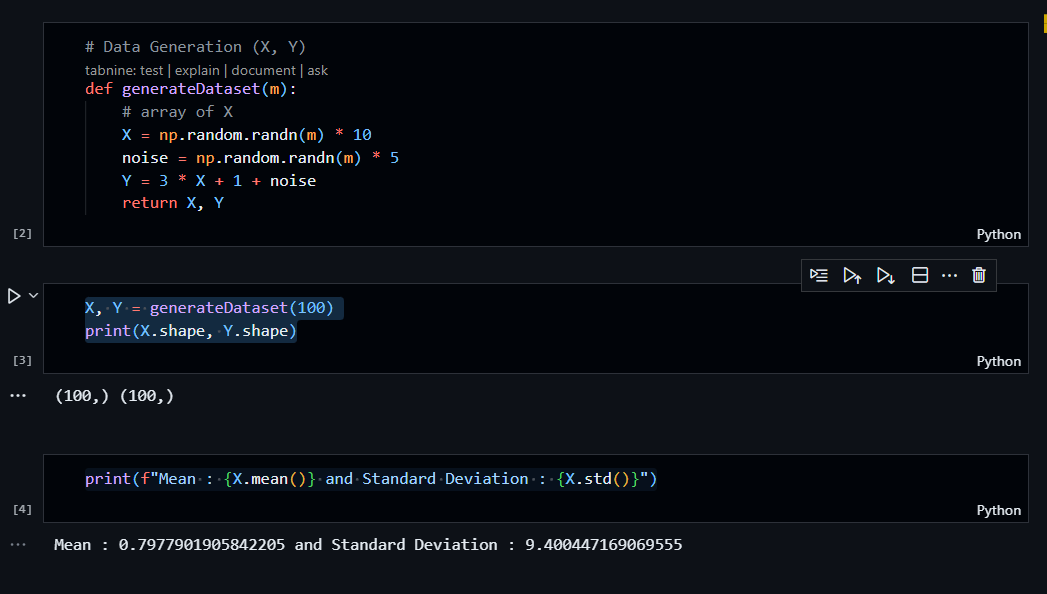 # Data Generation (X, Y)
tabnine: test | explain | document | ask
def generateDataset(m):
# array of X
X = np.random.randn(m) * 10
noise = np.random.randn(m) * 5
Y = 3 * X + 1 + noise
return X, Y
[2]
Python
X, Y = generateDataset(100)
print(X.shape, Y.shape)
[3]
Python
(100,) (100,)
print(f"Mean : {X.mean()} and Standard Deviation : {X.std()}")
[4]
Python
Mean : 0.7977901905842205 and Standard Deviation : 9.400447169069555